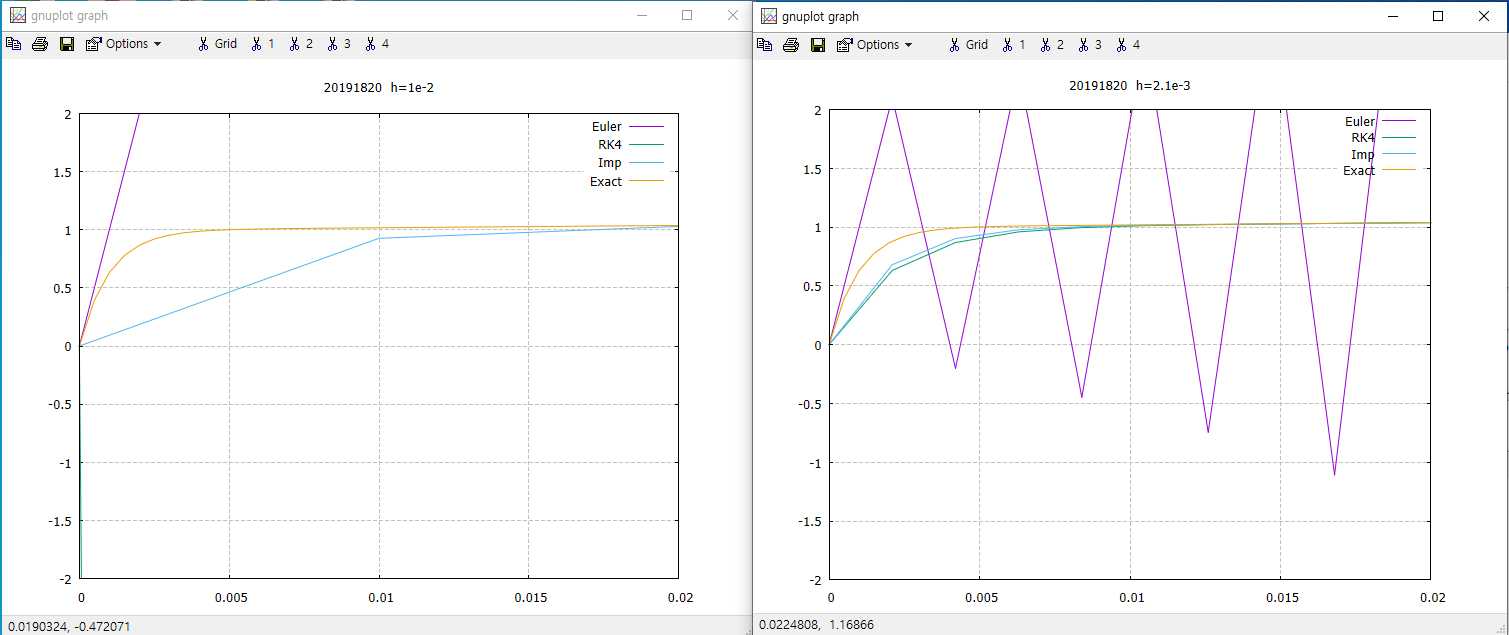 gnuplot graph
Options Grid 1 2 3 4
20191820 h=1e-2
Euler
RK4
Imp
Exact
2
1.5
1
0.5
0
-0.5
-1
-1.5
-2
0 0.005 0.01 0.015 0.02
0.0190324, -0.472071
gnuplot graph
Options Grid 1 2 3 4
20191820 h=2.1e-3
Euler
RK4
Imp
Exact
2
1.5
1
0.5
0
-0.5
-1
-1.5
-2
0 0.005 0.01 0.015 0.02
0.0224808, 1.16866